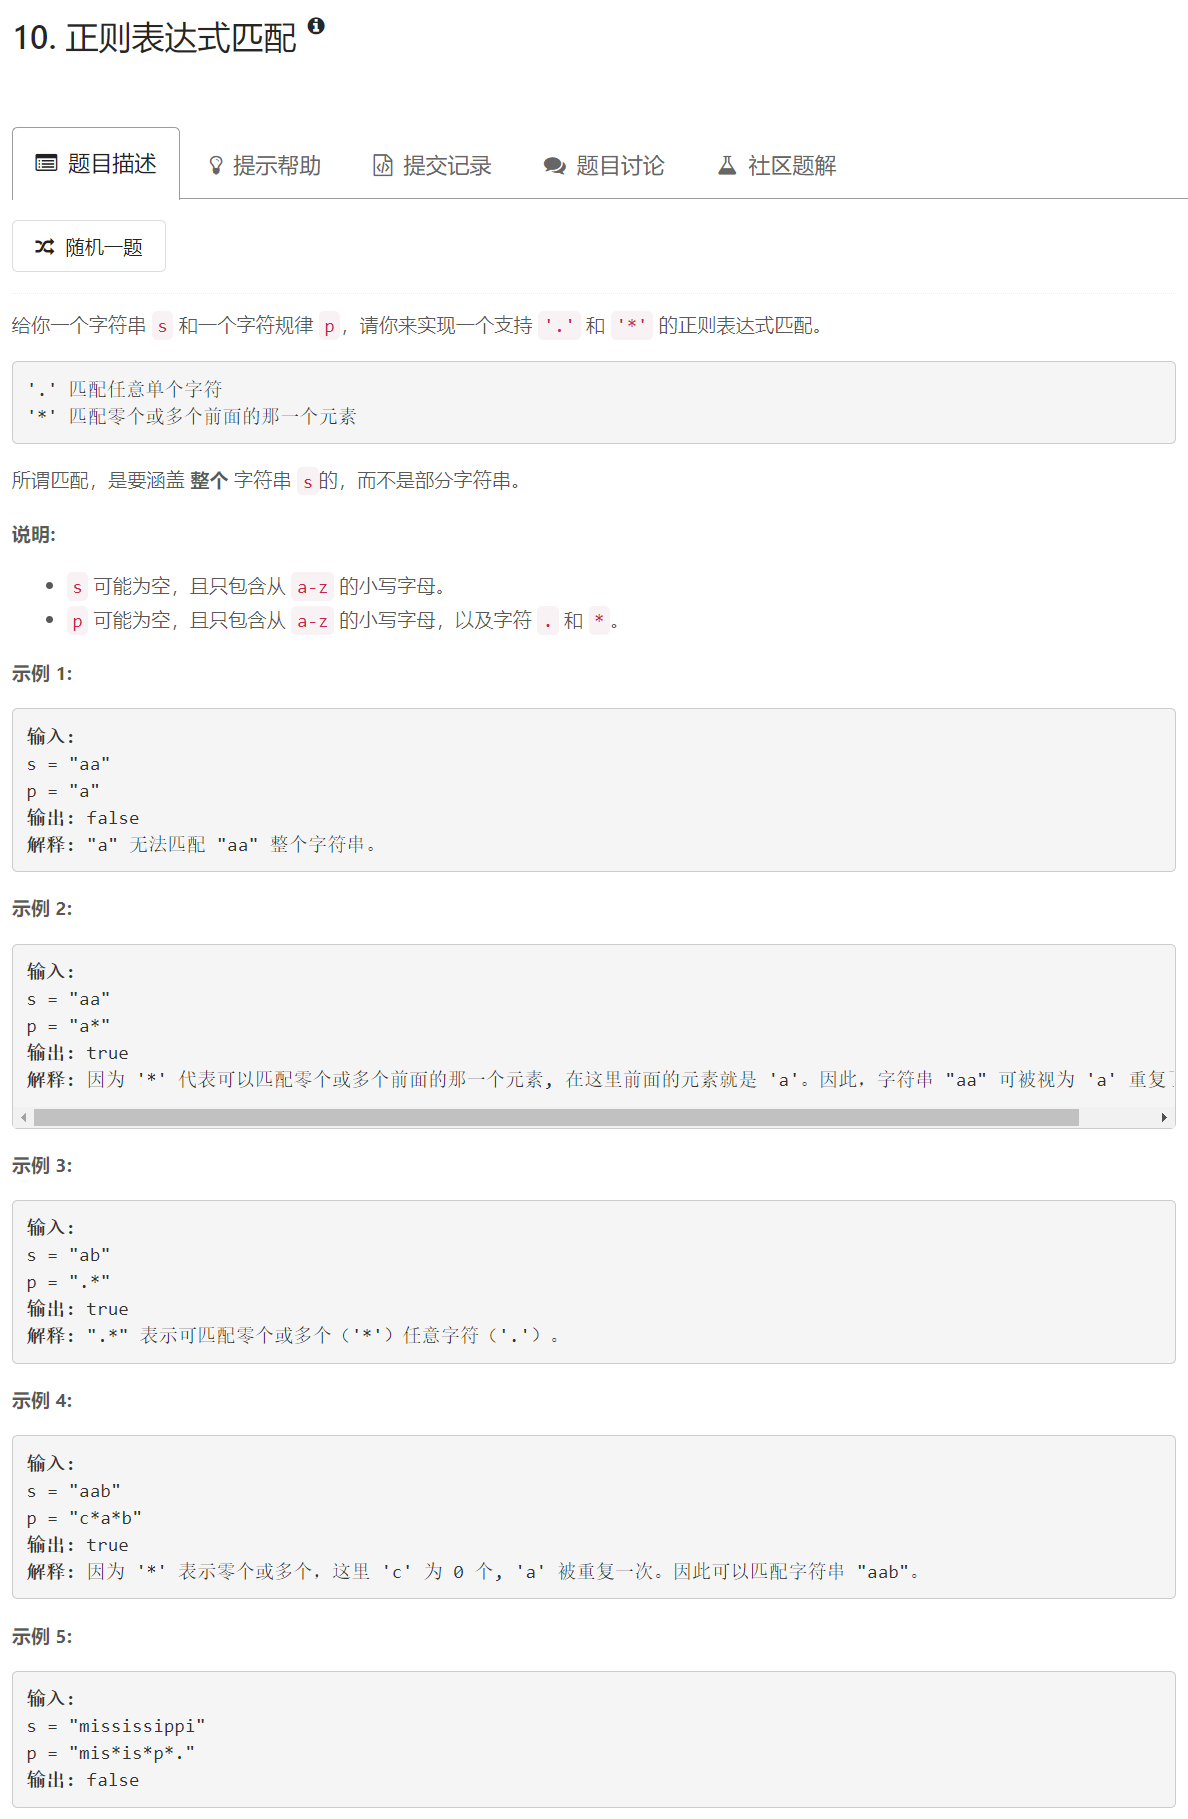 10. 正则表达式匹配
题目描述 提示帮助 提交记录 题目讨论 社区题解
随机一题
给你一个字符串 s 和一个字符规律 p，请你来实现一个支持 '.' 和 '*' 的正则表达式匹配。
'.' 匹配任意单个字符
'*' 匹配零个或多个前面的那一个元素
所谓匹配，是要涵盖 整个 字符串 s的，而不是部分字符串。
说明:
s 可能为空，且只包含从 a-z 的小写字母。
p 可能为空，且只包含从 a-z 的小写字母，以及字符 . 和 *。
示例 1:
输入:
s = "aa"
p = "a"
输出: false
解释: "a" 无法匹配 "aa" 整个字符串。
示例 2:
输入:
s = "aa"
p = "a*"
输出: true
解释: 因为 '*' 代表可以匹配零个或多个前面的那一个元素, 在这里前面的元素就是 'a'。因此，字符串 "aa" 可被视为 'a' 重复
示例 3:
输入:
s = "ab"
p = ".*"
输出: true
解释: ".*" 表示可匹配零个或多个（'*'）任意字符（'.'）。
示例 4:
输入:
s = "aab"
p = "c*a*b"
输出: true
解释: 因为 '*' 表示零个或多个，这里 'c' 为 0 个, 'a' 被重复一次。因此可以匹配字符串 "aab"。
示例 5:
输入:
s = "mississippi"
p = "mis*is*p*."
输出: false